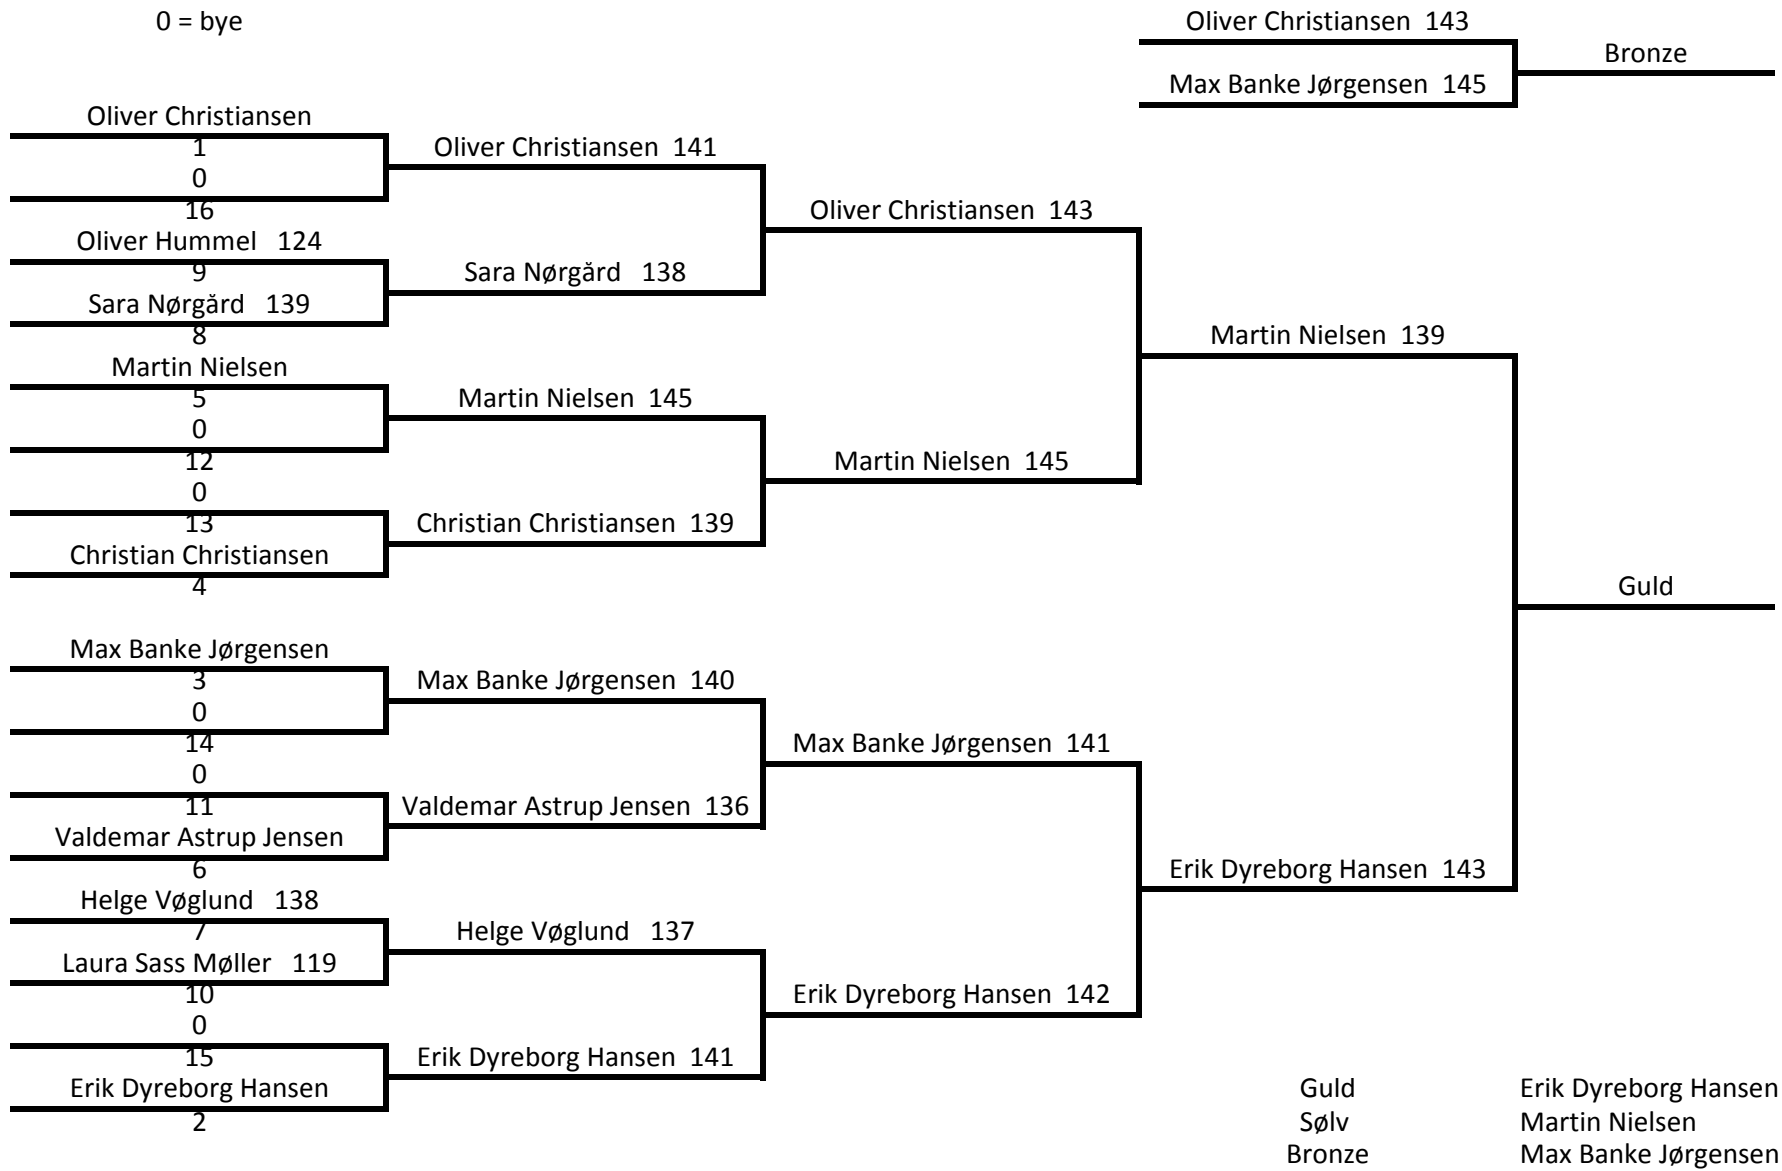 0 = bye
Oliver Christiansen 143
Bronze
Max Banke Jørgensen 145
Oliver Christiansen
1
Oliver Christiansen 141
0
16
Oliver Christiansen 143
Oliver Hummel 124
9
Sara Nørgård 138
Sara Nørgård 139
8
Martin Nielsen 139
Martin Nielsen
5
Martin Nielsen 145
0
12
Martin Nielsen 145
0
13
Christian Christiansen 139
Christian Christiansen
4
Guld
Max Banke Jørgensen
3
Max Banke Jørgensen 140
0
14
Max Banke Jørgensen 141
0
11
Valdemar Astrup Jensen 136
Valdemar Astrup Jensen
6
Erik Dyreborg Hansen 143
Helge Vøglund 138
7
Helge Vøglund 137
Laura Sass Møller 119
10
Erik Dyreborg Hansen 142
0
15
Erik Dyreborg Hansen 141
Erik Dyreborg Hansen
2
Guld Erik Dyreborg Hansen
Sølv Martin Nielsen
Bronze Max Banke Jørgensen